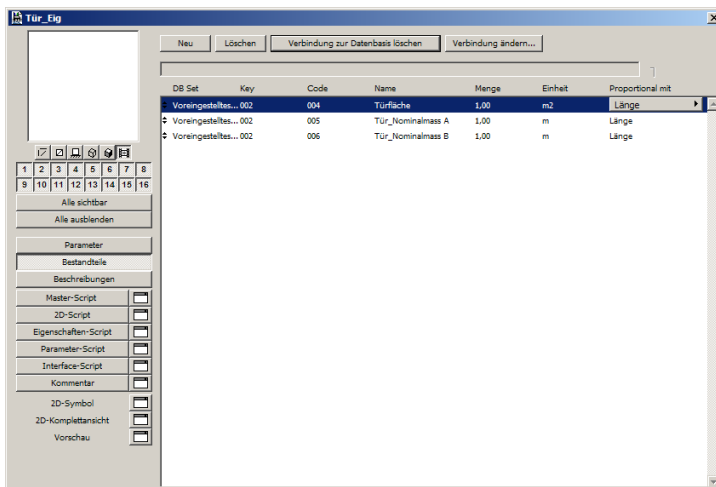 Tür_Eig
Neu Löschen Verbindung zur Datenbasis löschen Verbindung ändern...
DB Set Key Code Name Menge Einheit Proportional mit
Voreingestelltes... 002 004 Türfläche 1,00 m2 Länge
Voreingestelltes... 002 005 Tür_Nominalmass A 1,00 m Länge
Voreingestelltes... 002 006 Tür_Nominalmass B 1,00 m Länge
1 2 3 4 5 6 7 8
9 10 11 12 13 14 15 16
Alle sichtbar
Alle ausblenden
Parameter
Bestandteile
Beschreibungen
Master-Script
2D-Script
Eigenschaften-Script
Parameter-Script
Interface-Script
Kommentar
2D-Symbol
2D-Komplettansicht
Vorschau